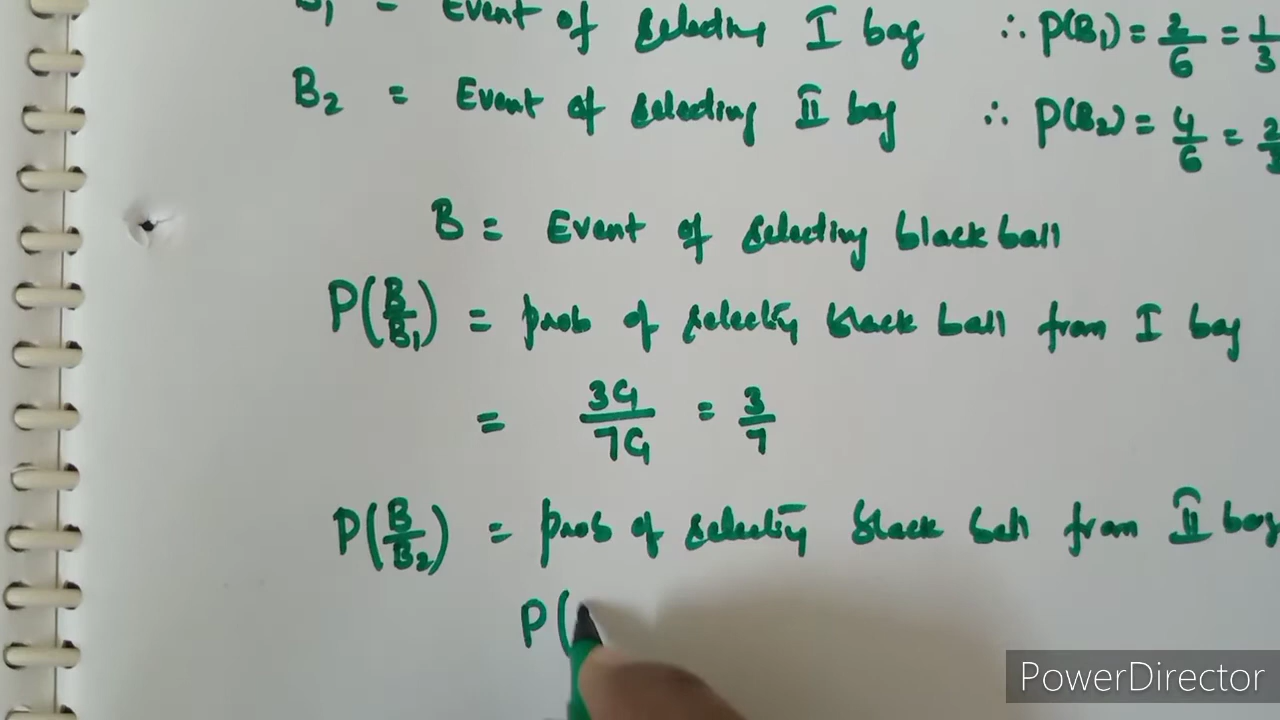 B₁ = Event of selecting I bag ∴ P(B₁) = 2/6 = 1/3
B₂ = Event of selecting II bag ∴ P(B₂) = 4/6 = 2/3
B = Event of selecting black ball
P(B/B₁) = prob of selectiy black ball from I bag
= 3C₁/7C₁ = 3/7
P(B/B₂) = prob of selectiy black ball from II bag
P(
PowerDirector